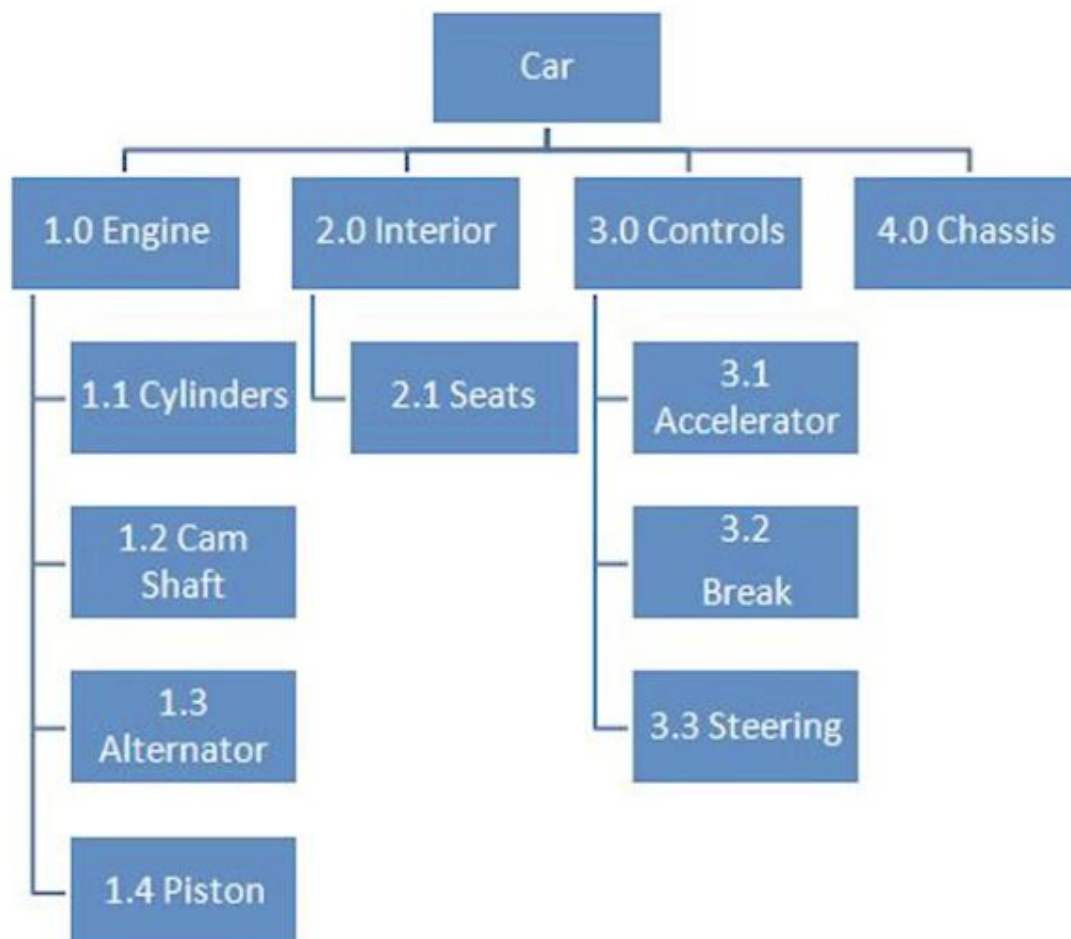 Car
1.0 Engine
2.0 Interior
3.0 Controls
4.0 Chassis
1.1 Cylinders
2.1 Seats
3.1
Accelerator
1.2 Cam
Shaft
3.2
Break
1.3
Alternator
3.3 Steering
1.4 Piston